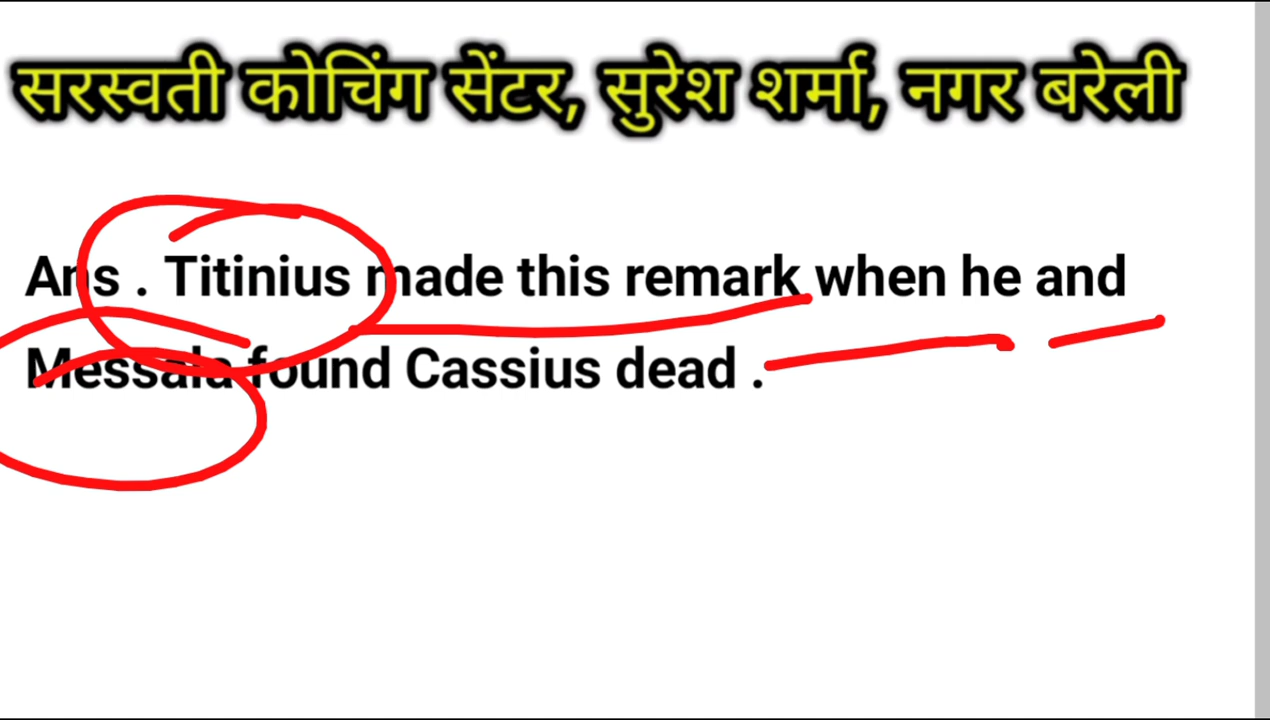 सरस्वती कोचिंग सेंटर, सुरेश शर्मा, नगर बरेली
Ans . Titinius made this remark when he and
Messala found Cassius dead .